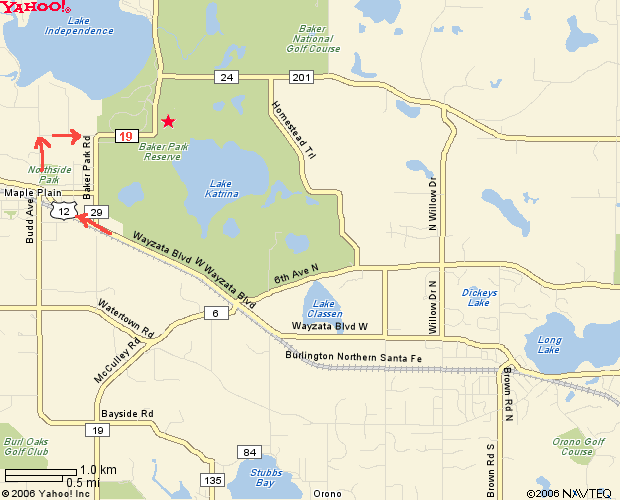 YAHOO!
Lake
Independence
Baker
National
Golf Course
24
201
Homestead Trl
19
Baker Park
Reserve
Baker Park Rd
Northside
Park
Maple Plain
Lake
Katrina
N Willow Dr
12
29
Budd Ave
Wayzata Blvd W
Wayzata Blvd
6th Ave N
Willow Dr N
Dickeys
Lake
Lake
Classen
Watertown Rd
6
Wayzata Blvd W
Long
Lake
McCulley Rd
Burlington Northern Santa Fe
Brown Rd N
Bayside Rd
19
Burl Oaks
Golf Club
84
Orono Golf
Course
Brown Rd S
1.0 km
0.5 mi
135
Stubbs
Bay
Orono
© 2006 Yahoo! Inc
©2006 NAVTEQ